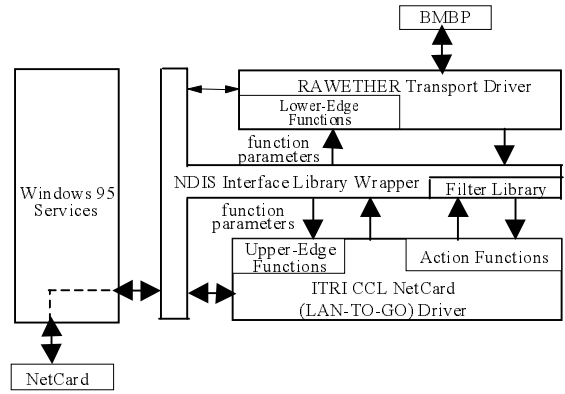 BMBP
RAWETHER Transport Driver
Lower-Edge
Functions
function
parameters
NDIS Interface Library Wrapper
Filter Library
Windows 95
Services
function
parameters
Upper-Edge
Functions
Action Functions
ITRI CCL NetCard
(LAN-TO-GO) Driver
NetCard